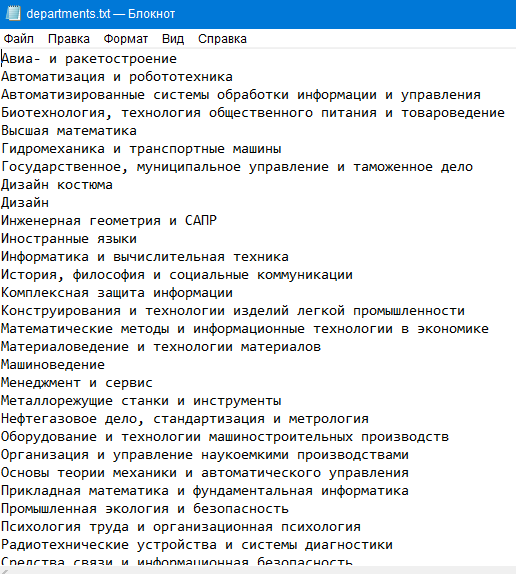 departments.txt — Блокнот
Файл Правка Формат Вид Справка
Авиа- и ракетостроение
Автоматизация и робототехника
Автоматизированные системы обработки информации и управления
Биотехнология, технология общественного питания и товароведение
Высшая математика
Гидромеханика и транспортные машины
Государственное, муниципальное управление и таможенное дело
Дизайн костюма
Дизайн
Инженерная геометрия и САПР
Иностранные языки
Информатика и вычислительная техника
История, философия и социальные коммуникации
Комплексная защита информации
Конструирования и технологии изделий легкой промышленности
Математические методы и информационные технологии в экономике
Материаловедение и технологии материалов
Машиноведение
Менеджмент и сервис
Металлорежущие станки и инструменты
Нефтегазовое дело, стандартизация и метрология
Оборудование и технологии машиностроительных производств
Организация и управление наукоемкими производствами
Основы теории механики и автоматического управления
Прикладная математика и фундаментальная информатика
Промышленная экология и безопасность
Психология труда и организационная психология
Радиотехнические устройства и системы диагностики
Средства связи и информационная безопасность